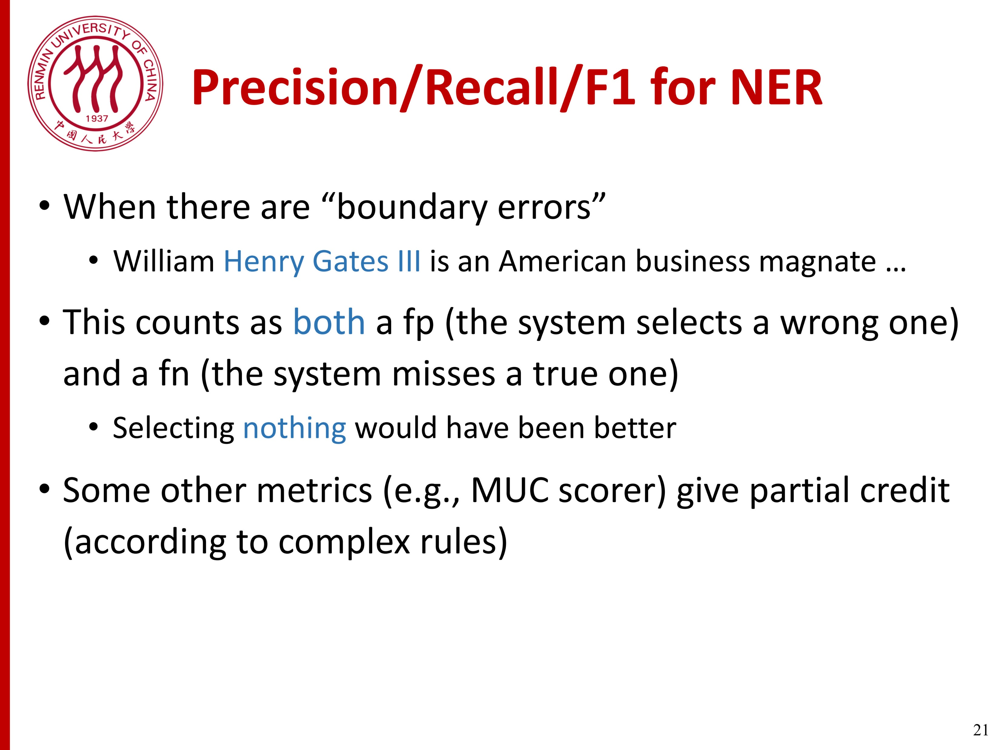 RENMIN UNIVERSITY OF CHINA
1937
中國人民大學
Precision/Recall/F1 for NER
• When there are “boundary errors”
• William Henry Gates III is an American business magnate ...
• This counts as both a fp (the system selects a wrong one)
and a fn (the system misses a true one)
• Selecting nothing would have been better
• Some other metrics (e.g., MUC scorer) give partial credit
(according to complex rules)
21